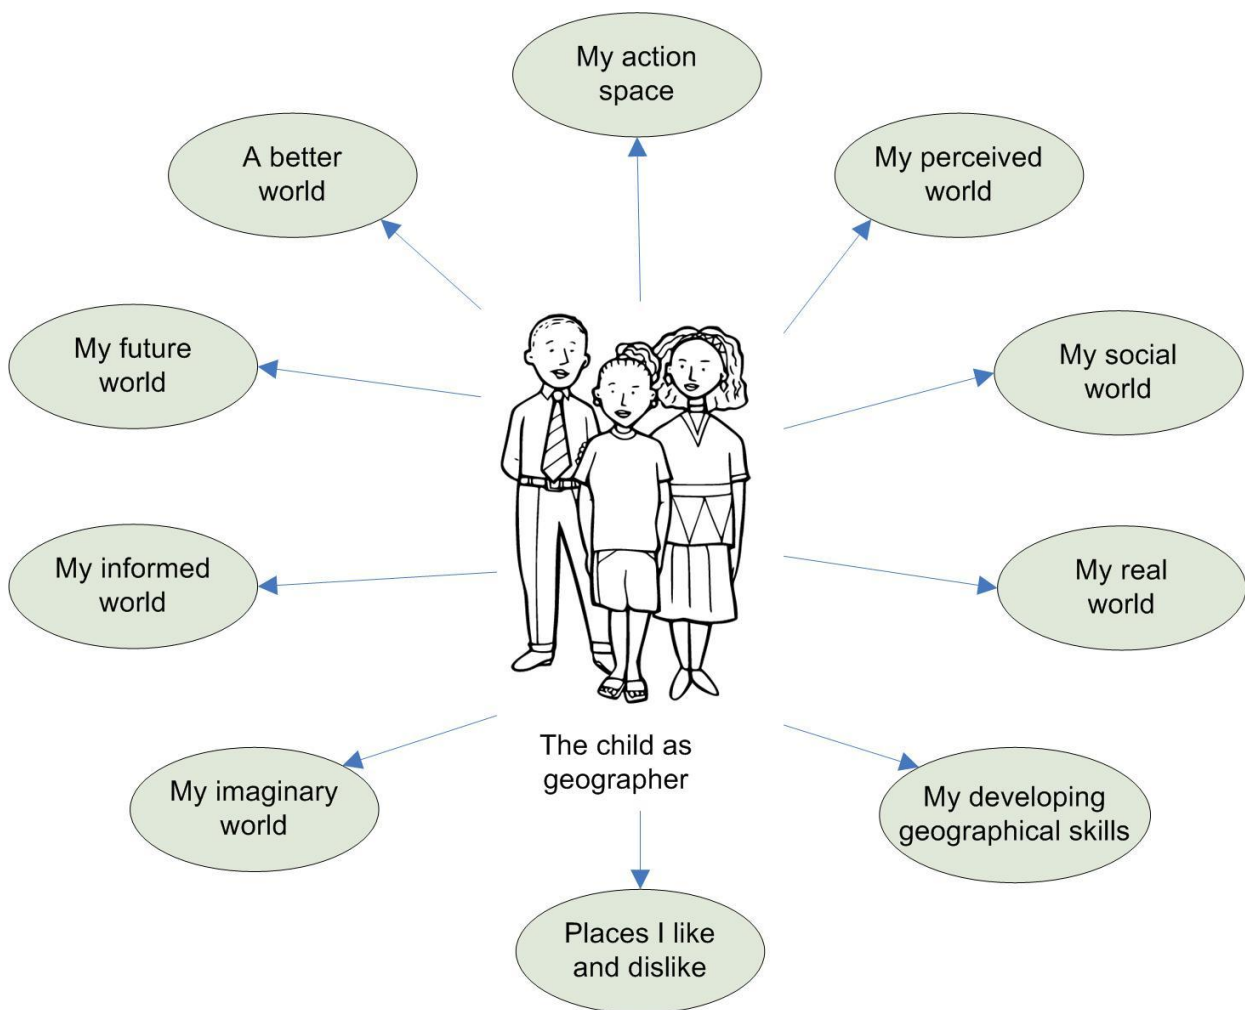 My action
space
A better
world
My perceived
world
My future
world
My social
world
My informed
world
My real
world
The child as
geographer
My imaginary
world
My developing
geographical skills
Places I like
and dislike